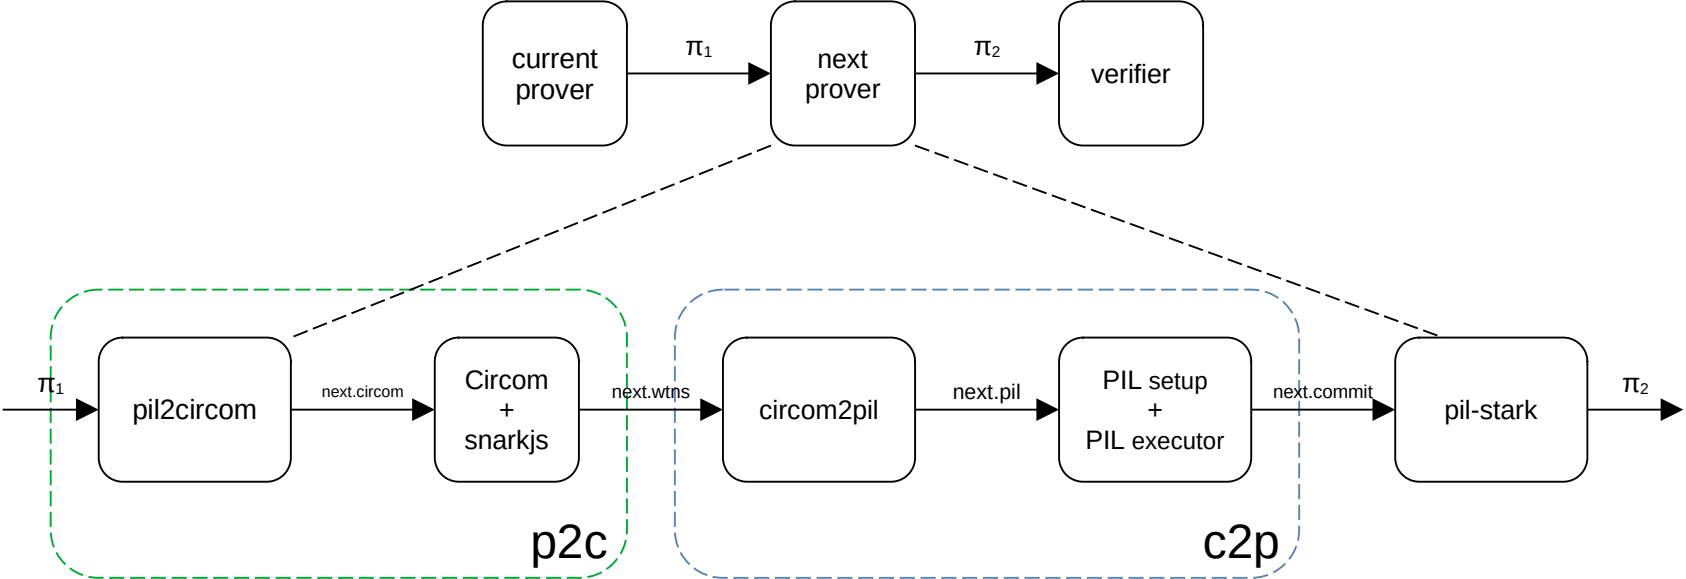 current
prover
π1
next
prover
π2
verifier
π1
pil2circom
next.circom
Circom
+
snarkjs
next.wtns
circom2pil
next.pil
PIL setup
+
PIL executor
next.commit
pil-stark
π2
p2c
c2p